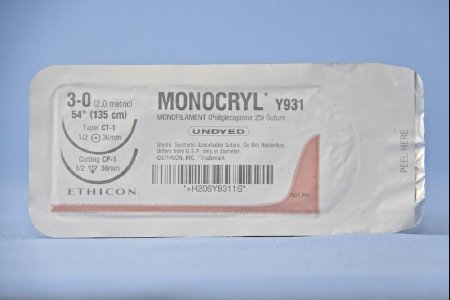 3-0 (2.0 metric)
54" (135 cm)
Taper CT-1
1/2 36mm
Cutting CP-1
1/2 36mm
ETHICON
MONOCRYL* Y931
MONOFILAMENT (Poliglecaprone 25) Suture
UNDYED
Sterile, Synthetic Absorbable Suture. Do Not Resterilize.
Differs from U.S.P. only in diameter.
©ETHICON, INC. *Trademark
*+H206Y9311S*
PEEL HERE